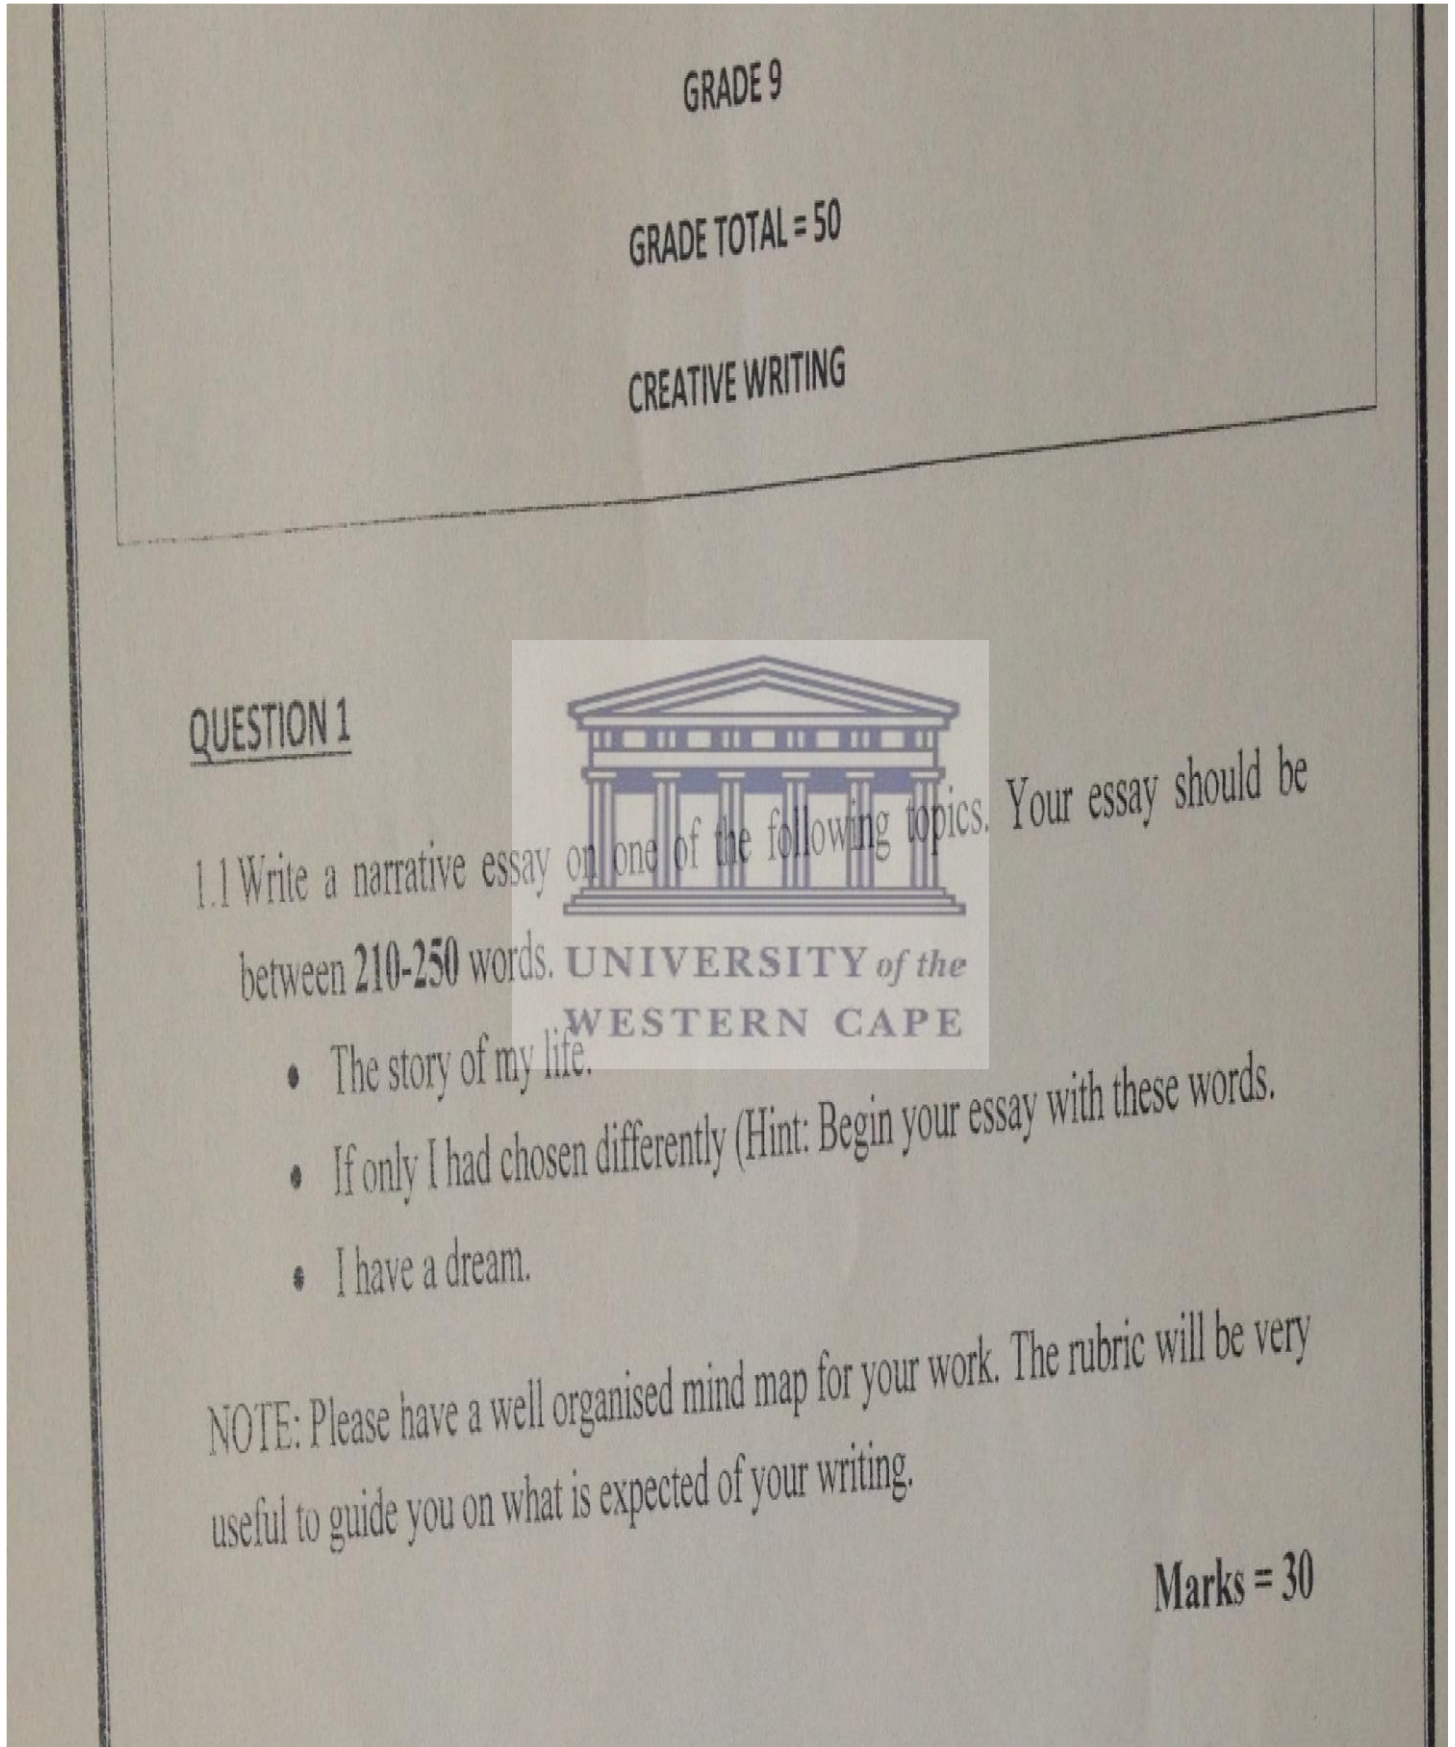 GRADE 9
GRADE TOTAL = 50
CREATIVE WRITING
QUESTION 1
1.1 Write a narrative essay on one of the following topics. Your essay should be
between 210-250 words.
UNIVERSITY of the
WESTERN CAPE
• The story of my life.
• If only I had chosen differently (Hint: Begin your essay with these words.
• I have a dream.
NOTE: Please have a well organised mind map for your work. The rubric will be very
useful to guide you on what is expected of your writing.
Marks = 30